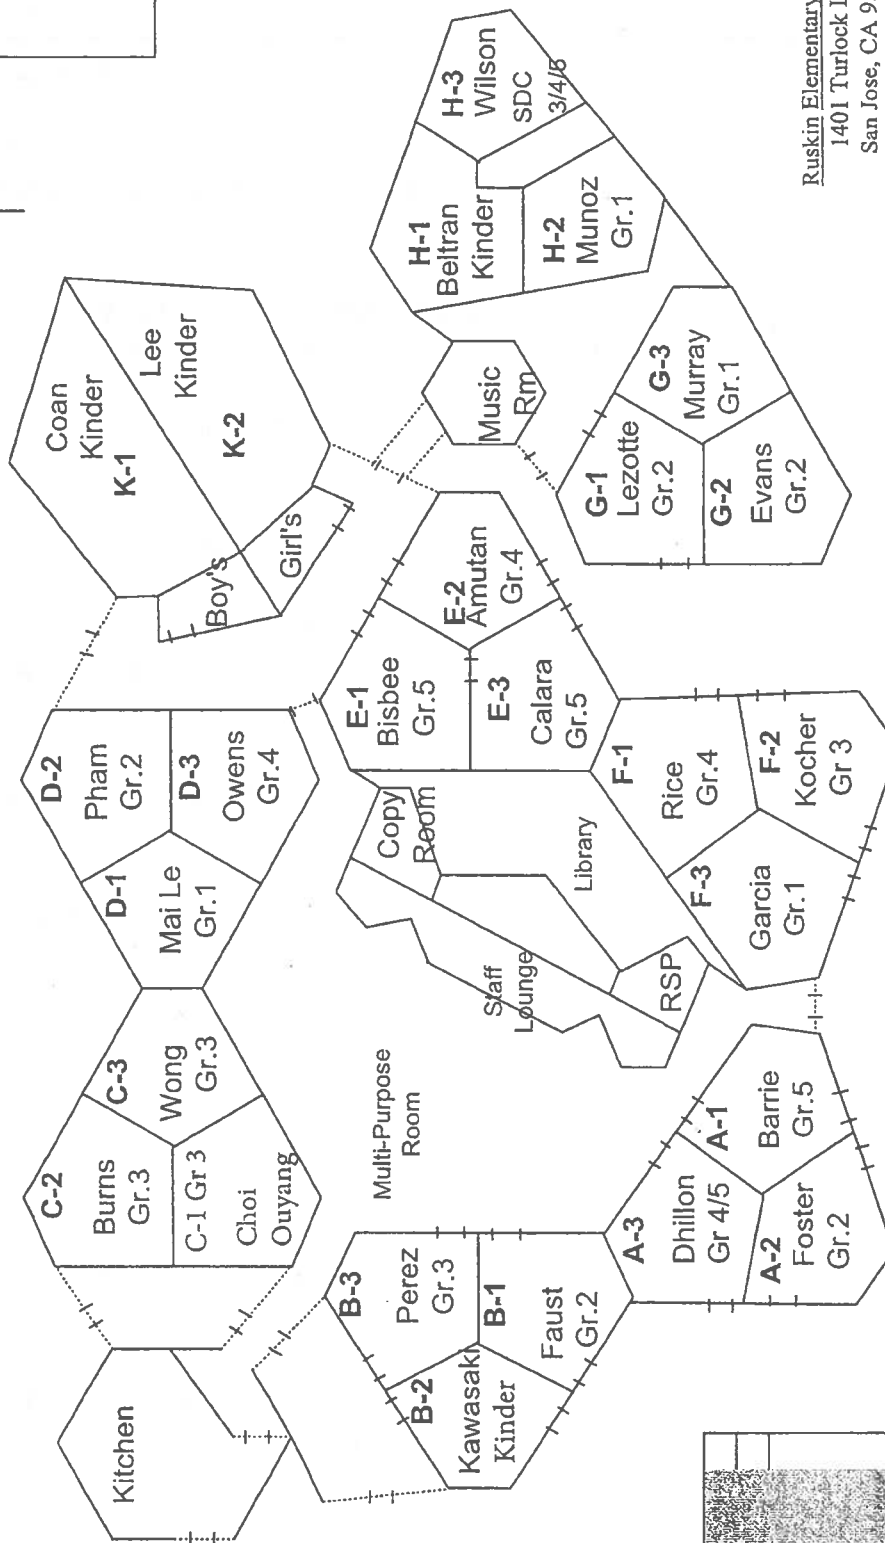 Kitchen
C-2
Burns
Gr.3
C-1 Gr 3
Choi
Ouyang
C-3
Wong
Gr.3
D-1
Mai Le
Gr.1
D-2
Pham
Gr.2
D-3
Owens
Gr.4
Coan
Kinder
K-1
Lee
Kinder
K-2
Boy's
Girl's
Multi-Purpose
Room
Staff
Lounge
Copy
Room
Library
RSP
B-3
Perez
Gr.3
B-2
Kawasaki
Kinder
B-1
Faust
Gr.2
E-1
Bisbee
Gr.5
E-2
Amutan
Gr.4
E-3
Calara
Gr.5
Music
Rm
H-1
Beltran
Kinder
H-3
Wilson
SDC
3/4/5
H-2
Munoz
Gr.1
A-3
Dhillon
Gr 4/5
A-1
Barrie
Gr.5
A-2
Foster
Gr.2
F-1
Rice
Gr.4
F-3
Garcia
Gr.1
F-2
Kocher
Gr 3
G-1
Lezotte
Gr.2
G-3
Murray
Gr.1
G-2
Evans
Gr.2
Ruskin Elementary
1401 Turlock
San Jose, CA